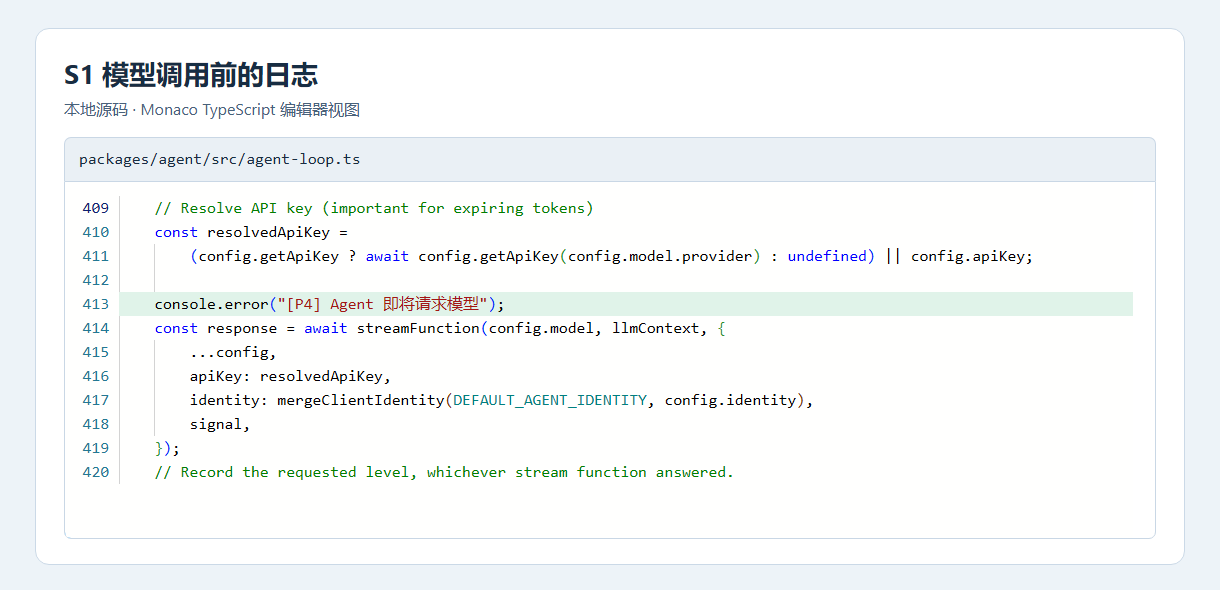 S1 模型调用前的日志
本地源码 · Monaco TypeScript 编辑器视图
packages/agent/src/agent-loop.ts
409 // Resolve API key (important for expiring tokens)
410 const resolvedApiKey =
411 (config.getApiKey ? await config.getApiKey(config.model.provider) : undefined) || config.apiKey;
412
413 console.error("[P4] Agent 即将请求模型");
414 const response = await streamFunction(config.model, llmContext, {
415 ...config,
416 apiKey: resolvedApiKey,
417 identity: mergeClientIdentity(DEFAULT_AGENT_IDENTITY, config.identity),
418 signal,
419 });
420 // Record the requested level, whichever stream function answered.